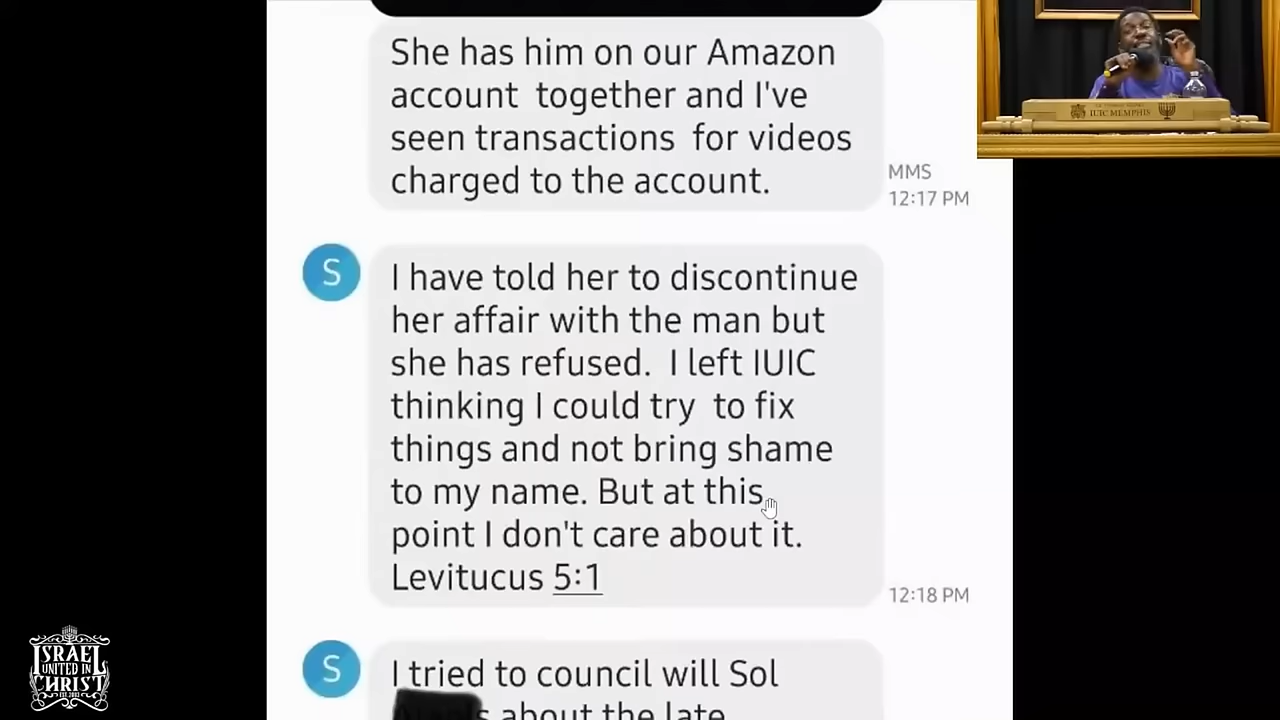 She has him on our Amazon
account together and I've
seen transactions for videos
charged to the account.
MMS
12:17 PM
S
I have told her to discontinue
her affair with the man but
she has refused. I left IUIC
thinking I could try to fix
things and not bring shame
to my name. But at this
point I don't care about it.
Levitucus 5:1
12:18 PM
S
I tried to council will Sol
about the late
IUIC MEMPHIS
ISRAEL
UNITED IN
CHRIST